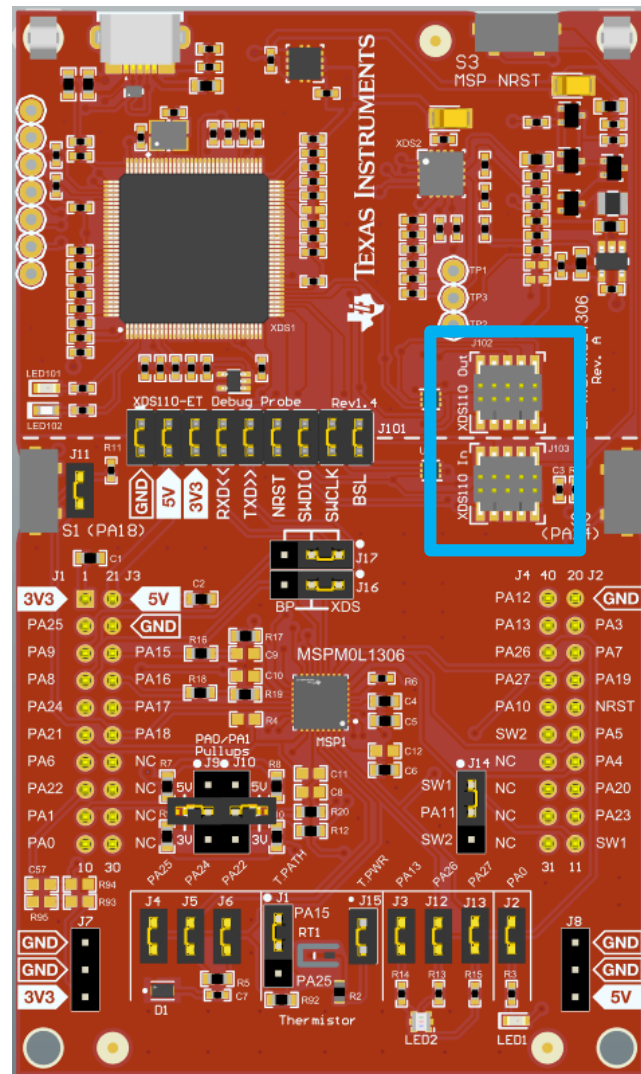 S3
MSP NRST
TEXAS INSTRUMENTS
XDS2
XDS1
TP1
TP3
TP2
J102
XDS110 Out
1306
Rev. A
LED101
LED102
XDS110-ET Debug Probe Rev1.4
J101
J103
XDS110 In
C3
J11
R11
GND 5V 3V3 RXD<< TXD>> NRST SWDIO SWCLK BSL
S1 (PA18)
C1
J17
J16
BP XDS
J1 1 21 J3
J4 40 20 J2
3V3 5V
C2
PA12 GND
PA25 GND
PA13 PA3
PA9 PA15
R16
R17
C9
MSPM0L1306
PA26 PA7
PA8 PA16
R18
C10
R19
R6
PA27 PA19
PA24 PA17
R4
C4
C5
PA10 NRST
PA21 PA18
MSP1
SW2 PA5
PA0/PA1
Pullups
J9 J10
C12
C6
J14
PA6 NC
R7
R8
NC PA4
5V 5V
C11
C8
SW1
PA22 NC
NC PA20
PA1 NC
R20
PA11
NC PA23
3V 3V
R12
PA0 NC
SW2
NC SW1
10 30
31 11
C57
R94
R93
R95
PA25 PA24 PA22 T.PATH T.PWR PA13 PA26 PA27 PA0
J7
J4 J5 J6 J1 J15 J3 J12 J13 J2
J8
PA15
RT1
PA25
GND
GND
3V3
GND
GND
5V
D1
R5
C7
R92
R2
R14 R13 R15 R3
Thermistor
LED2
LED1